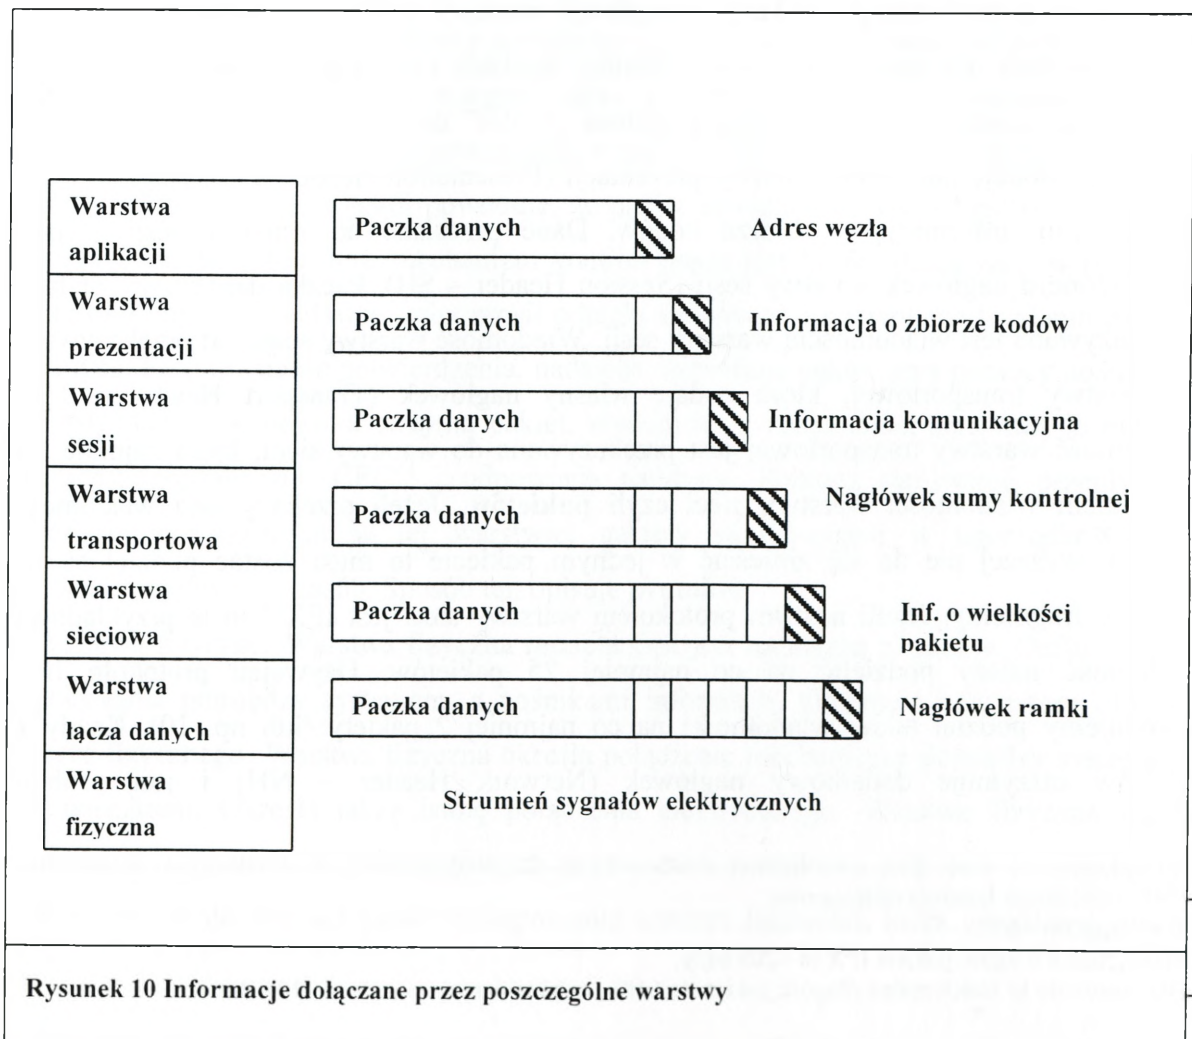 Warstwa
aplikacji
Paczka danych
Adres węzła
Warstwa
prezentacji
Paczka danych
Informacja o zbiorze kodów
Warstwa
sesji
Paczka danych
Informacja komunikacyjna
Warstwa
transportowa
Paczka danych
Nagłówek sumy kontrolnej
Warstwa
sieciowa
Paczka danych
Inf. o wielkości
pakietu
Warstwa
łącza danych
Paczka danych
Nagłówek ramki
Warstwa
fizyczna
Strumień sygnałów elektrycznych
Rysunek 10 Informacje dołączane przez poszczególne warstwy